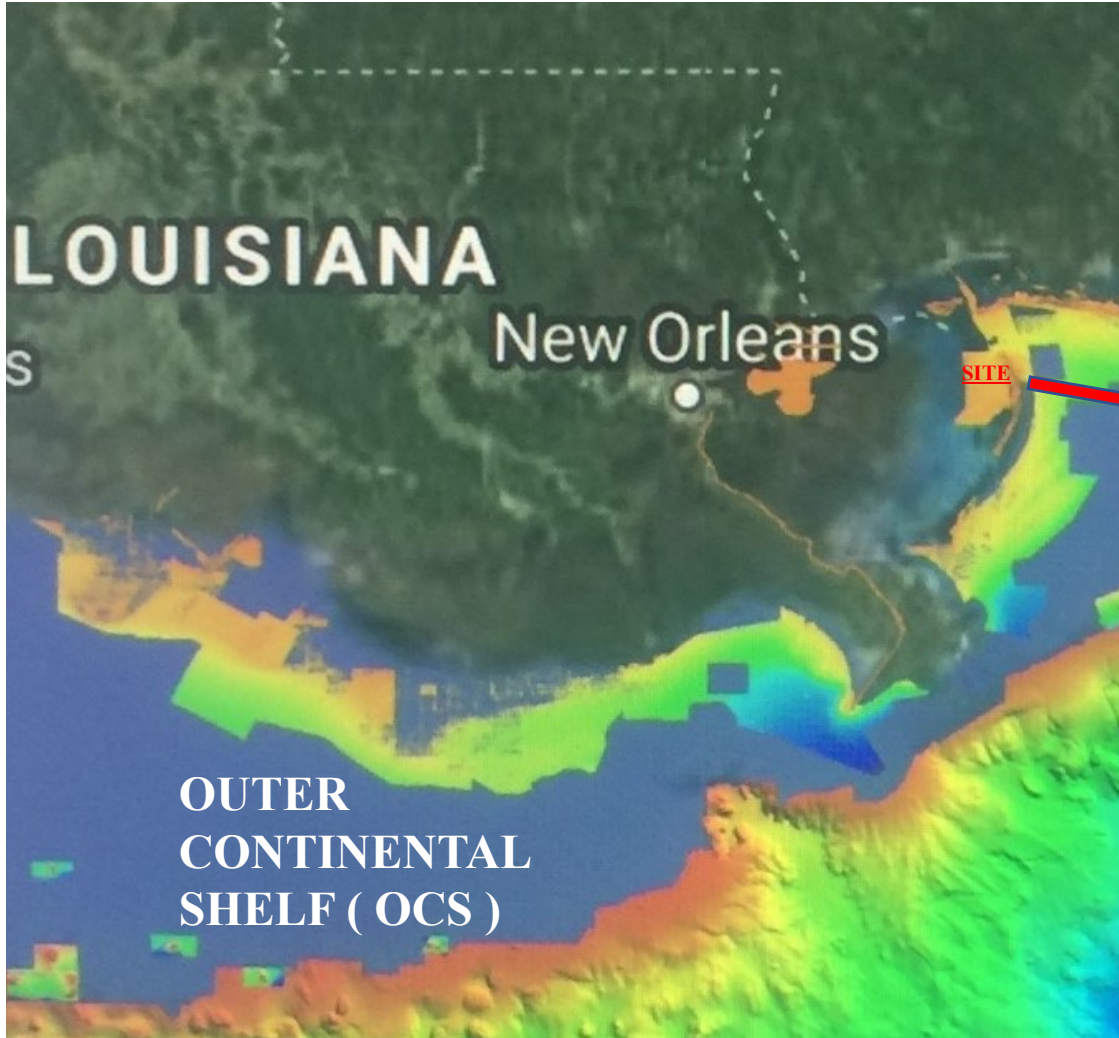 LOUISIANA
New Orleans
s
SITE
OUTER
CONTINENTAL
SHELF ( OCS )